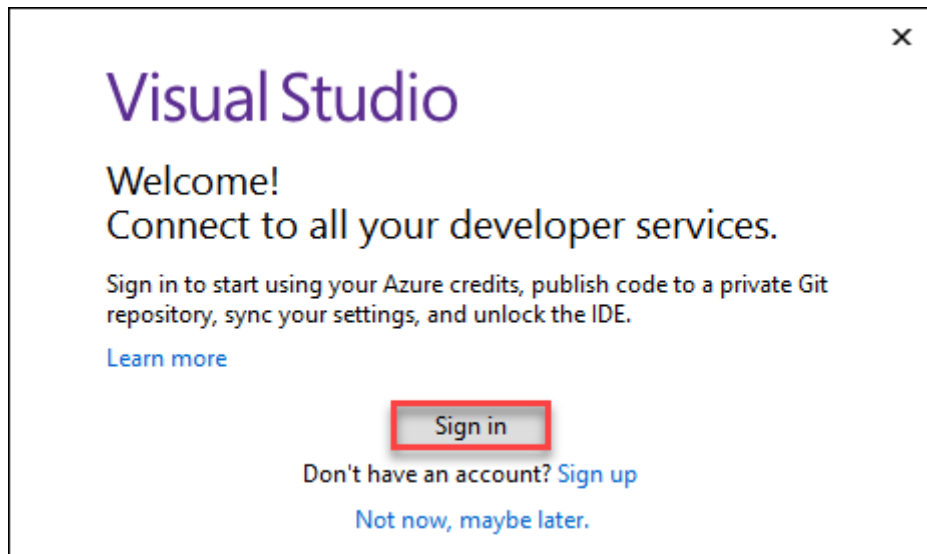 Visual Studio
Welcome!
Connect to all your developer services.
Sign in to start using your Azure credits, publish code to a private Git
repository, sync your settings, and unlock the IDE.
Learn more
Sign in
Don't have an account? Sign up
Not now, maybe later.